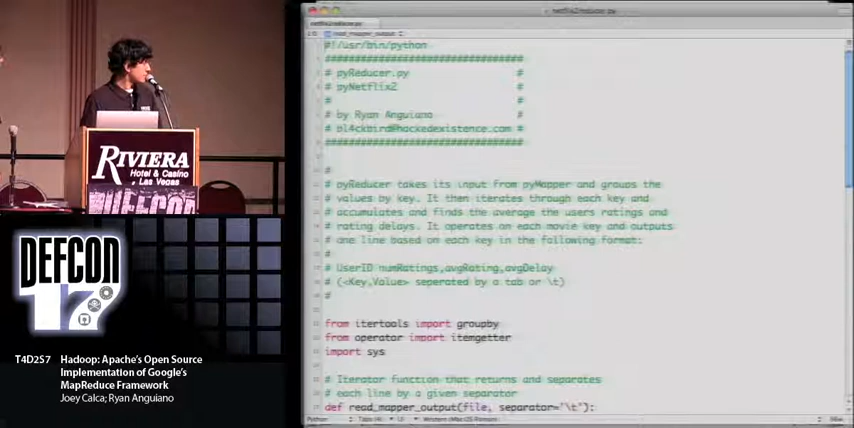 RIVIERA
Hotel & Casino
Las Vegas
DEFCON
DEFCON
17
T4D2S7 Hadoop: Apache's Open Source
Implementation of Google's
MapReduce Framework
Joey Calca; Ryan Anguiano
#!/usr/bin/python
################################
# pyReducer.py #
# pyNetflix2 #
# #
# by Ryan Anguiano #
# bl4ckbird@hackedexistence.com #
################################
#
# pyReducer takes its input from pyMapper and groups the
# values by key. It then iterates through each key and
# accumulates and finds the average the users ratings and
# rating delays. It operates on each movie key and outputs
# one line based on each key in the following format:
#
# UserID numRatings,avgRating,avgDelay
# (<Key,Value> seperated by a tab or \t)
#
from itertools import groupby
from operator import itemgetter
import sys
# Iterator function that returns and separates
# each line by a given separator
def read_mapper_output(file, separator="\t"):